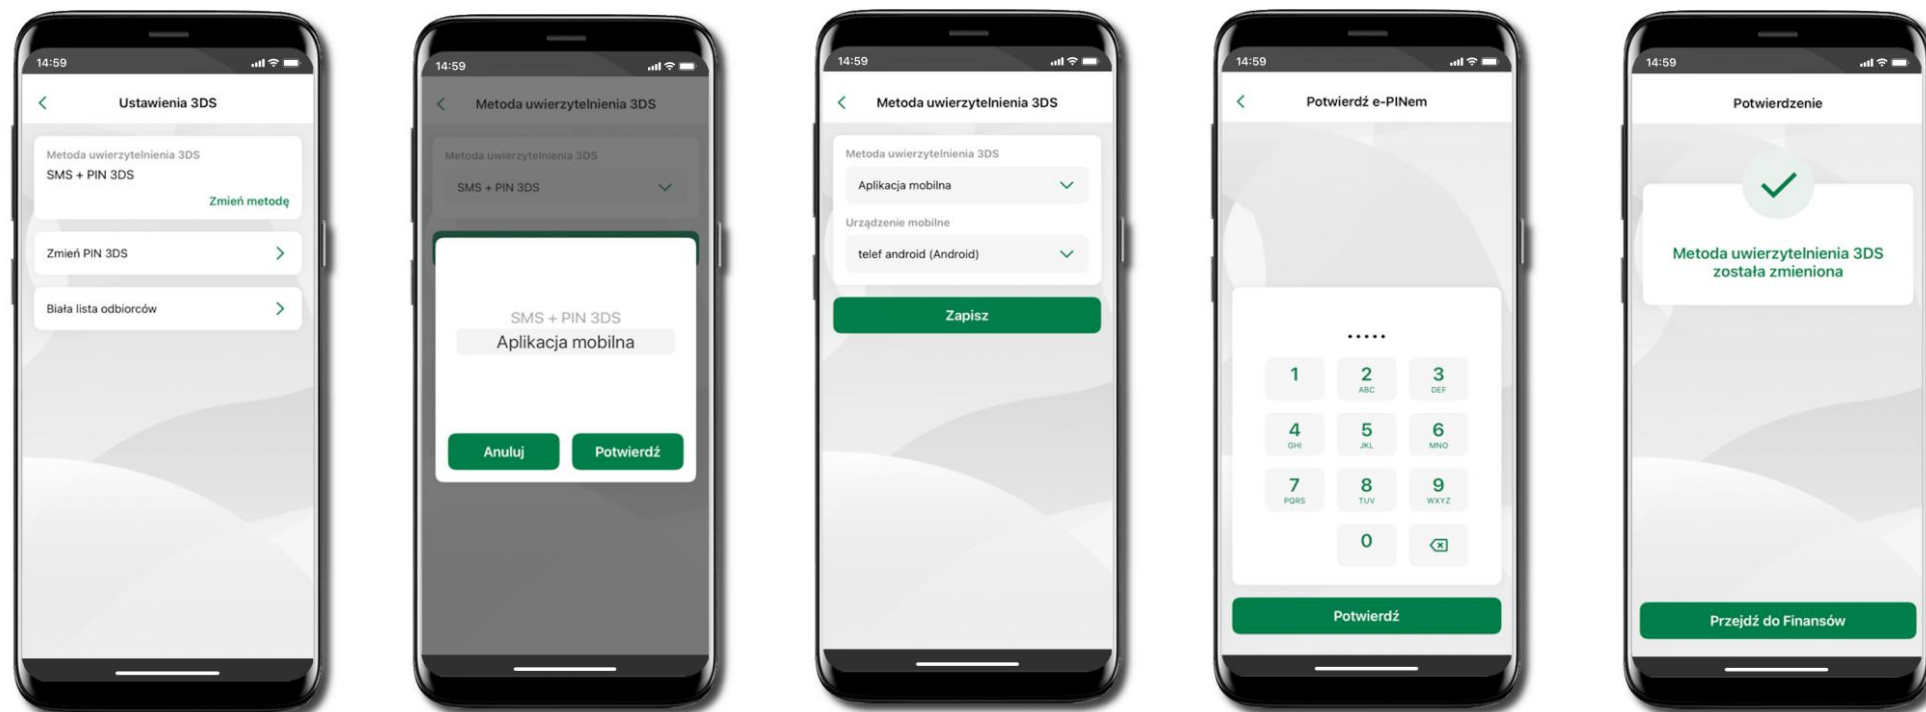 14:59
Ustawienia 3DS
Metoda uwierzytelnienia 3DS
SMS + PIN 3DS
Zmień metodę
Zmień PIN 3DS
Biała lista odbiorców
14:59
Metoda uwierzytelnienia 3DS
Metoda uwierzytelnienia 3DS
SMS + PIN 3DS
SMS + PIN 3DS
Aplikacja mobilna
Anuluj Potwierdź
14:59
Metoda uwierzytelnienia 3DS
Metoda uwierzytelnienia 3DS
Aplikacja mobilna
Urządzenie mobilne
telef android (Android)
Zapisz
14:59
Potwierdź e-PINem
1 2 3
ABC DEF
4 5 6
GHI JKL MNO
7 8 9
PQRS TUV WXYZ
0
Potwierdź
14:59
Potwierdzenie
Metoda uwierzytelnienia 3DS
została zmieniona
Przejdź do Finansów